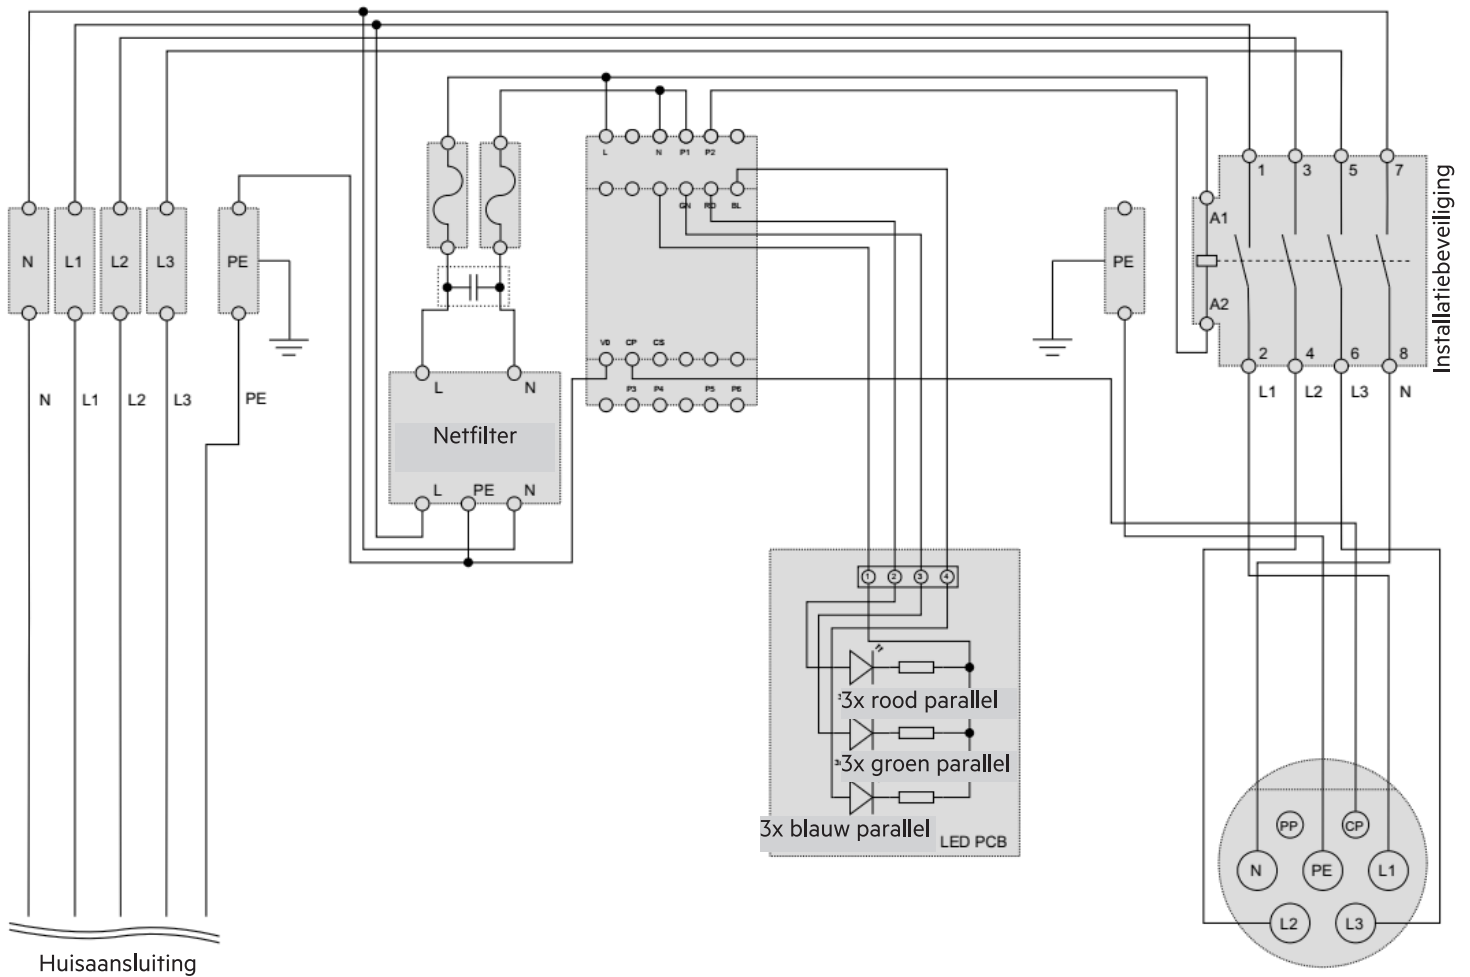 L N P1 P2
1 3 5 7
GN RD BL
A1
N L1 L2 L3 PE
PE
A2
Installatiebeveiliging
V0 CP CS
2 4 6 8
P3 P4 P5 P6
L N
N L1 L2 L3 PE
L1 L2 L3 N
Netfilter
L PE N
1 2 3 4
3x rood parallel
3x groen parallel
3x blauw parallel
LED PCB
PP CP
N PE L1
L2 L3
Huisaansluiting